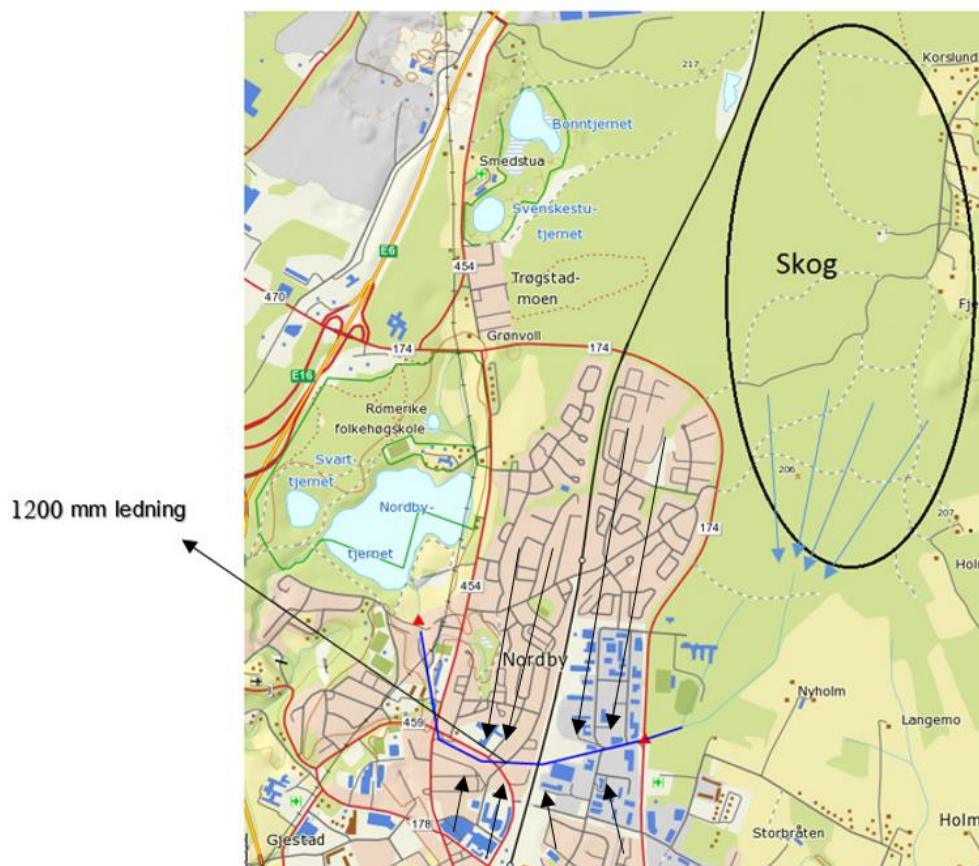 Korslund
217
Bonntjernet
Smedstua
Svenskestu-
tjernet
E6
Skog
454
Trøgstad-
moen
470
Grønvoll
174
174
E16
Romerike
folkehøgskole
Svart-
tjernet
206
1200 mm ledning
Nordby-
tjernet
207
174
454
Nordby
Nyholm
459
Langemo
178
Gjestad
Storbråten
Holm